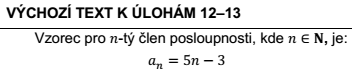 VÝCHOZÍ TEXT K ÚLOHÁM 12–13
Vzorec pro n-tý člen posloupnosti, kde n ∈ N, je:
aₙ = 5n − 3